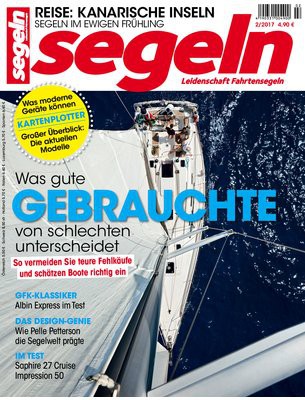 segeln
REISE: KANARISCHE INSELN
SEGELN IM EWIGEN FRÜHLING
segeln
2/2017 4,90 €
Leidenschaft Fahrtensegeln
Was moderne
Geräte können
KARTENPLOTTER
Großer Überblick:
Die aktuellen
Modelle
Was gute
GEBRAUCHTE
von schlechten
unterscheidet
So vermeiden Sie teure Fehlkäufe
und schätzen Boote richtig ein
GFK-KLASSIKER
Albin Express im Test
DAS DESIGN-GENIE
Wie Pelle Petterson
die Segelwelt prägte
IM TEST
Saphire 27 Cruise
Impression 50